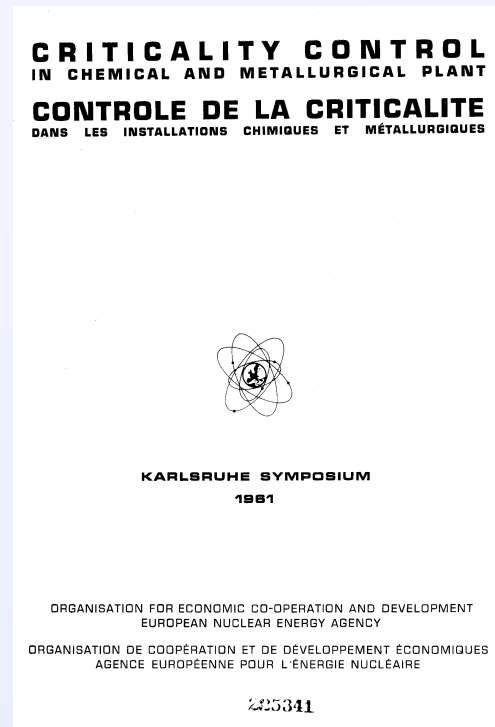 CRITICALITY CONTROL
IN CHEMICAL AND METALLURGICAL PLANT
CONTROLE DE LA CRITICALITE
DANS LES INSTALLATIONS CHIMIQUES ET MÉTALLURGIQUES
KARLSRUHE SYMPOSIUM
1961
ORGANISATION FOR ECONOMIC CO-OPERATION AND DEVELOPMENT
EUROPEAN NUCLEAR ENERGY AGENCY
ORGANISATION DE COOPÉRATION ET DE DÉVELOPPEMENT ÉCONOMIQUES
AGENCE EUROPÉENNE POUR L'ÉNERGIE NUCLÉAIRE